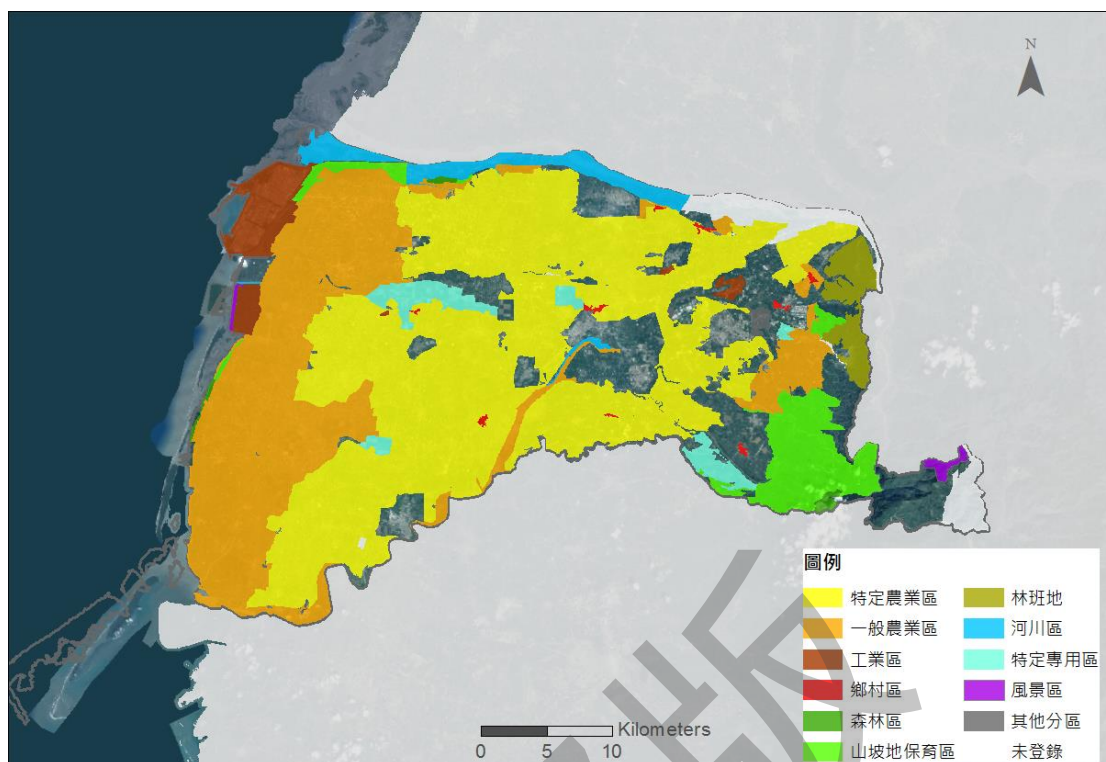 N
圖例
特定農業區 林班地
一般農業區 河川區
工業區 特定專用區
鄉村區 風景區
森林區 其他分區
山坡地保育區 未登錄
Kilometers
0 5 10
版